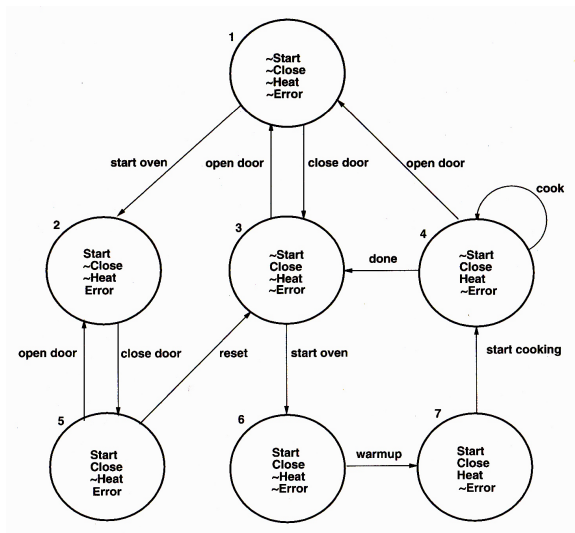 1
~Start
~Close
~Heat
~Error
start oven
open door
close door
open door
cook
2
Start
~Close
~Heat
Error
3
~Start
Close
~Heat
~Error
done
4
~Start
Close
Heat
~Error
open door
close door
reset
start oven
start cooking
5
Start
Close
~Heat
Error
6
Start
Close
~Heat
~Error
warmup
7
Start
Close
Heat
~Error